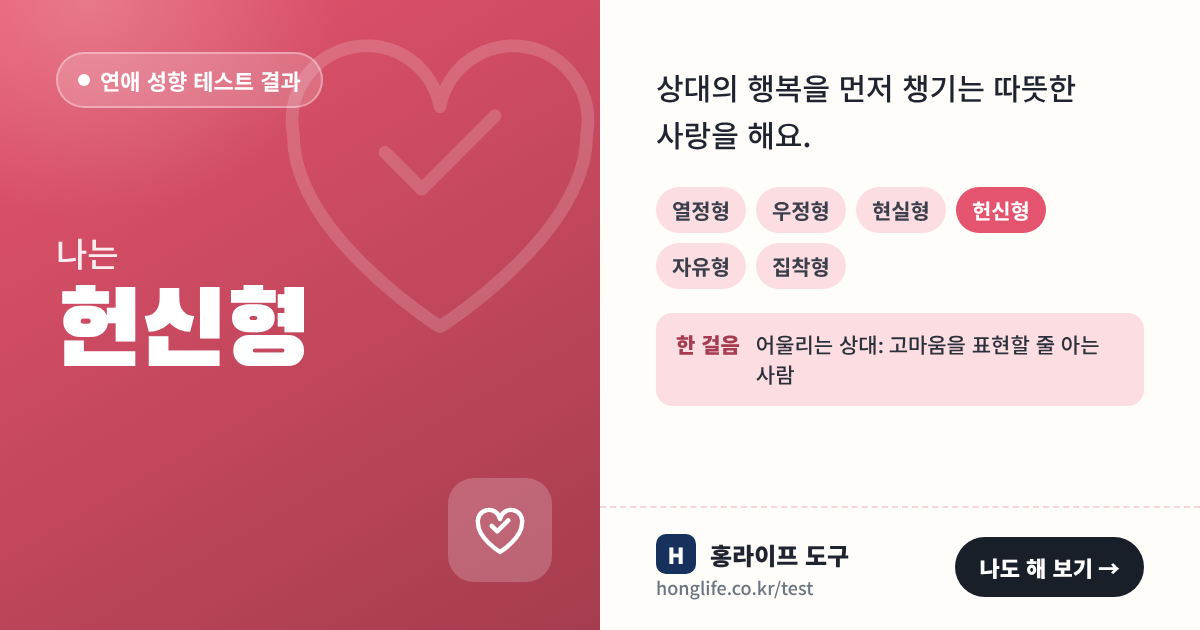 연애 성향 테스트 결과
나는
헌신형
상대의 행복을 먼저 챙기는 따뜻한
사랑을 해요.
열정형 우정형 현실형 헌신형
자유형 집착형
한 걸음 어울리는 상대: 고마움을 표현할 줄 아는
사람
H 홍라이프 도구
honglife.co.kr/test
나도 해 보기 →